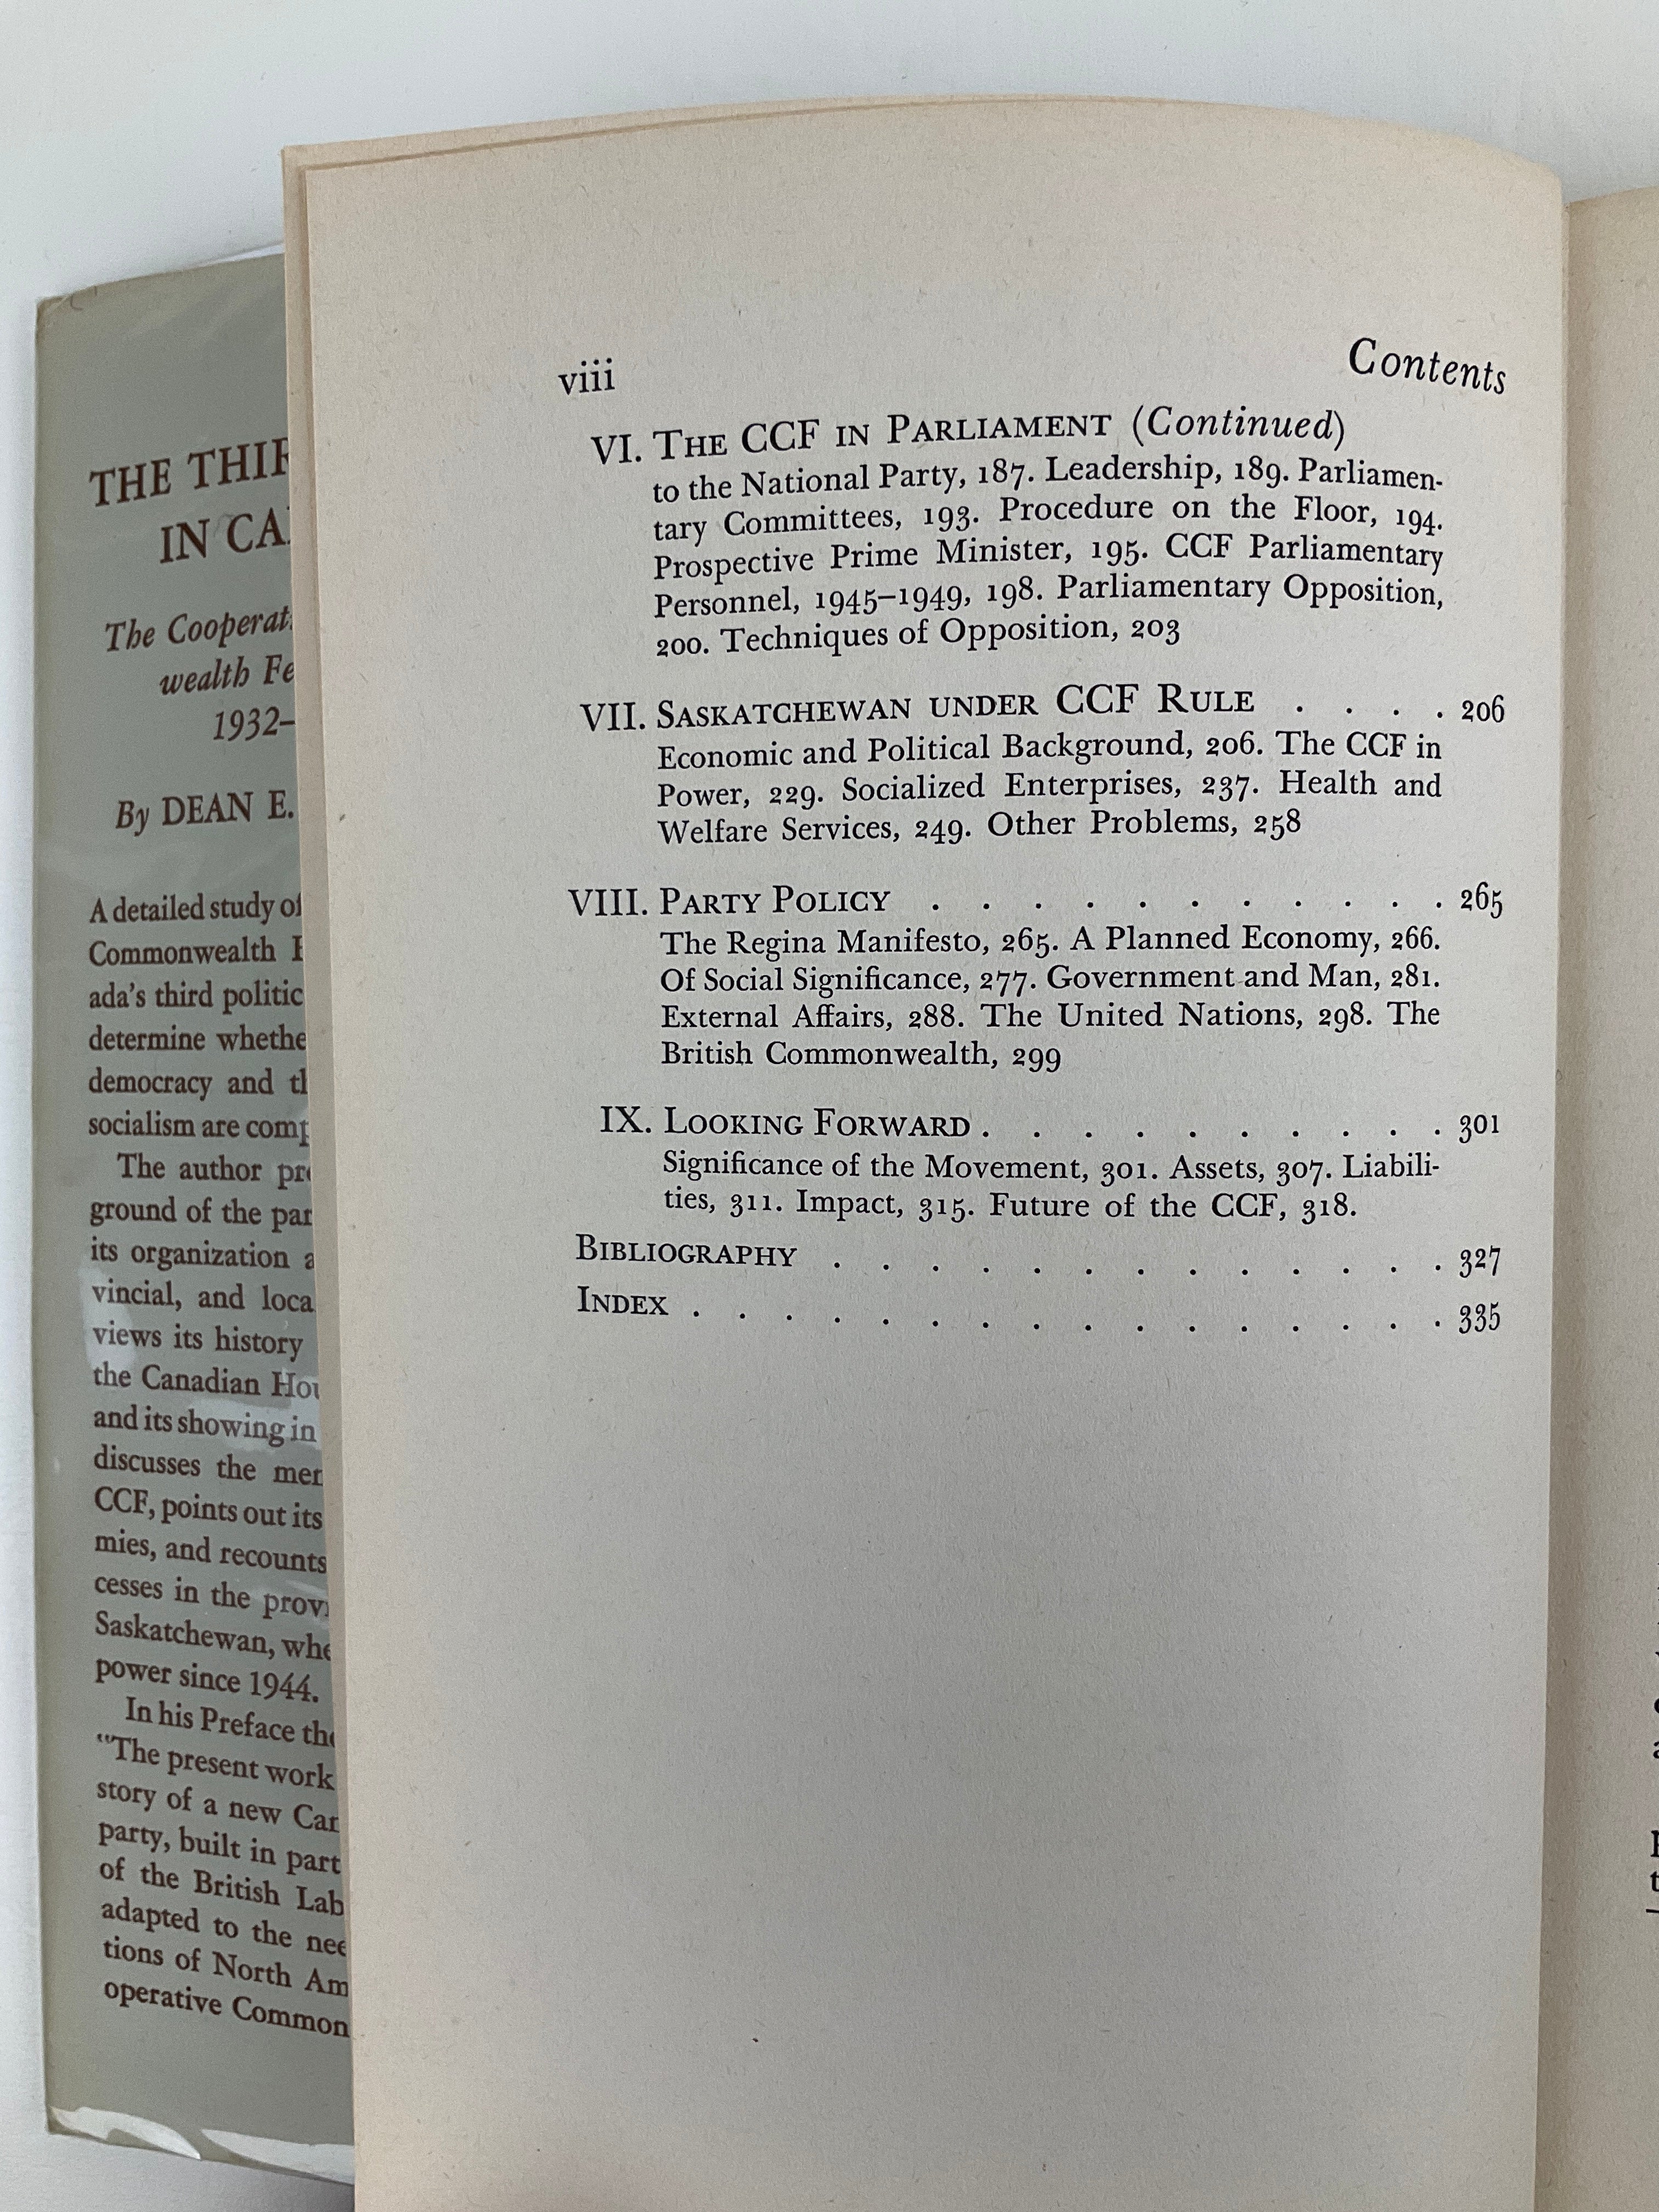 THE THIR
IN CA
The Cooperat
wealth Fe
1932–
By DEAN E.
A detailed study of
Commonwealth F
ada's third politic
determine whethe
democracy and th
socialism are comp
The author pre
ground of the par
its organization a
vincial, and loca
views its history
the Canadian Hou
and its showing in
discusses the mer
CCF, points out its
mies, and recounts
cesses in the provi
Saskatchewan, whe
power since 1944.
In his Preface the
"The present work
story of a new Can
party, built in part
of the British Lab
adapted to the nee
tions of North Am
operative Common
viii Contents
VI. THE CCF IN PARLIAMENT (Continued)
to the National Party, 187. Leadership, 189. Parliamen-
tary Committees, 193. Procedure on the Floor, 194.
Prospective Prime Minister, 195. CCF Parliamentary
Personnel, 1945–1949, 198. Parliamentary Opposition,
200. Techniques of Opposition, 203
VII. SASKATCHEWAN UNDER CCF RULE . . . . 206
Economic and Political Background, 206. The CCF in
Power, 229. Socialized Enterprises, 237. Health and
Welfare Services, 249. Other Problems, 258
VIII. PARTY POLICY . . . . . . . . . . . 265
The Regina Manifesto, 265. A Planned Economy, 266.
Of Social Significance, 277. Government and Man, 281.
External Affairs, 288. The United Nations, 298. The
British Commonwealth, 299
IX. LOOKING FORWARD . . . . . . . . . . 301
Significance of the Movement, 301. Assets, 307. Liabili-
ties, 311. Impact, 315. Future of the CCF, 318.
BIBLIOGRAPHY . . . . . . . . . . . . . 327
INDEX . . . . . . . . . . . . . . . . 335